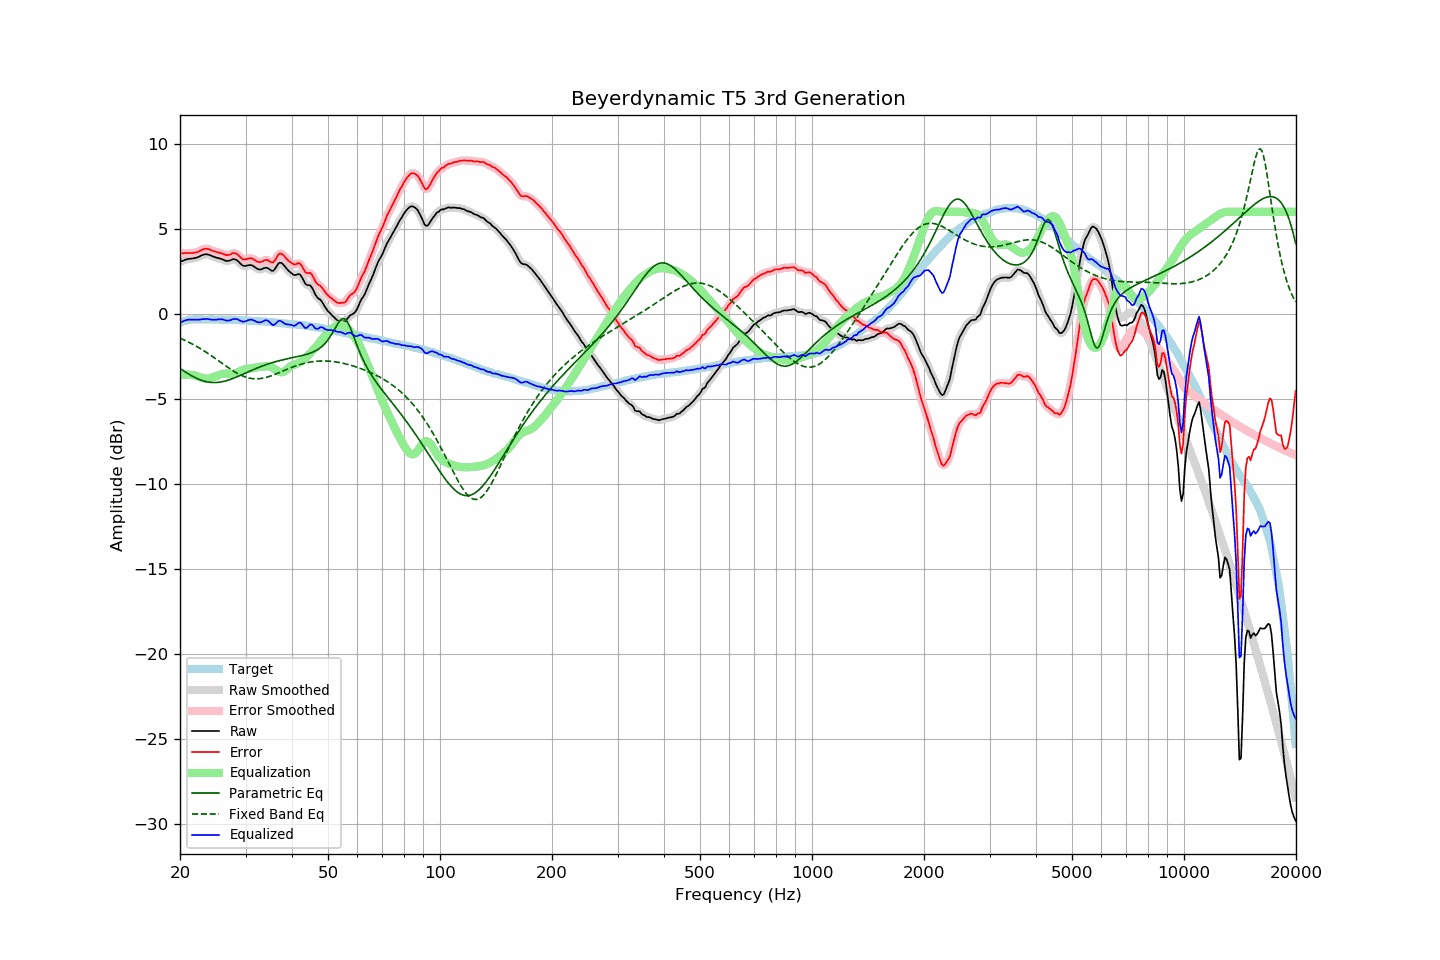 Beyerdynamic T5 3rd Generation
Amplitude (dBr)
10
5
0
−5
−10
−15
−20
−25
−30
Target
Raw Smoothed
Error Smoothed
Raw
Error
Equalization
Parametric Eq
Fixed Band Eq
Equalized
20 50 100 200 500 1000 2000 5000 10000 20000
Frequency (Hz)